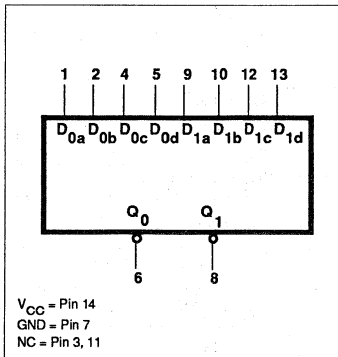 1 2 4 5 9 10 12 13
D0a D0b D0c D0d D1a D1b D1c D1d
Q0 Q1
6 8
VCC = Pin 14
GND = Pin 7
NC = Pin 3, 11